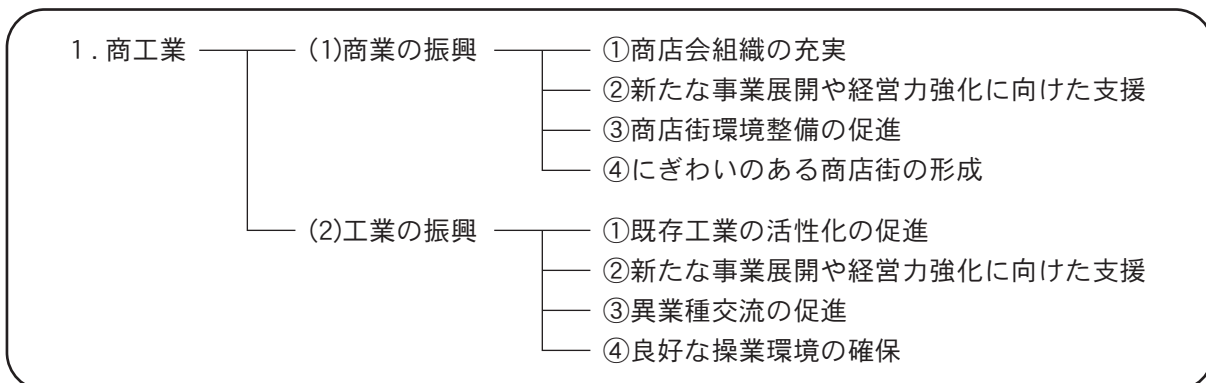 1．商工業
(1)商業の振興
①商店会組織の充実
②新たな事業展開や経営力強化に向けた支援
③商店街環境整備の促進
④にぎわいのある商店街の形成
(2)工業の振興
①既存工業の活性化の促進
②新たな事業展開や経営力強化に向けた支援
③異業種交流の促進
④良好な操業環境の確保